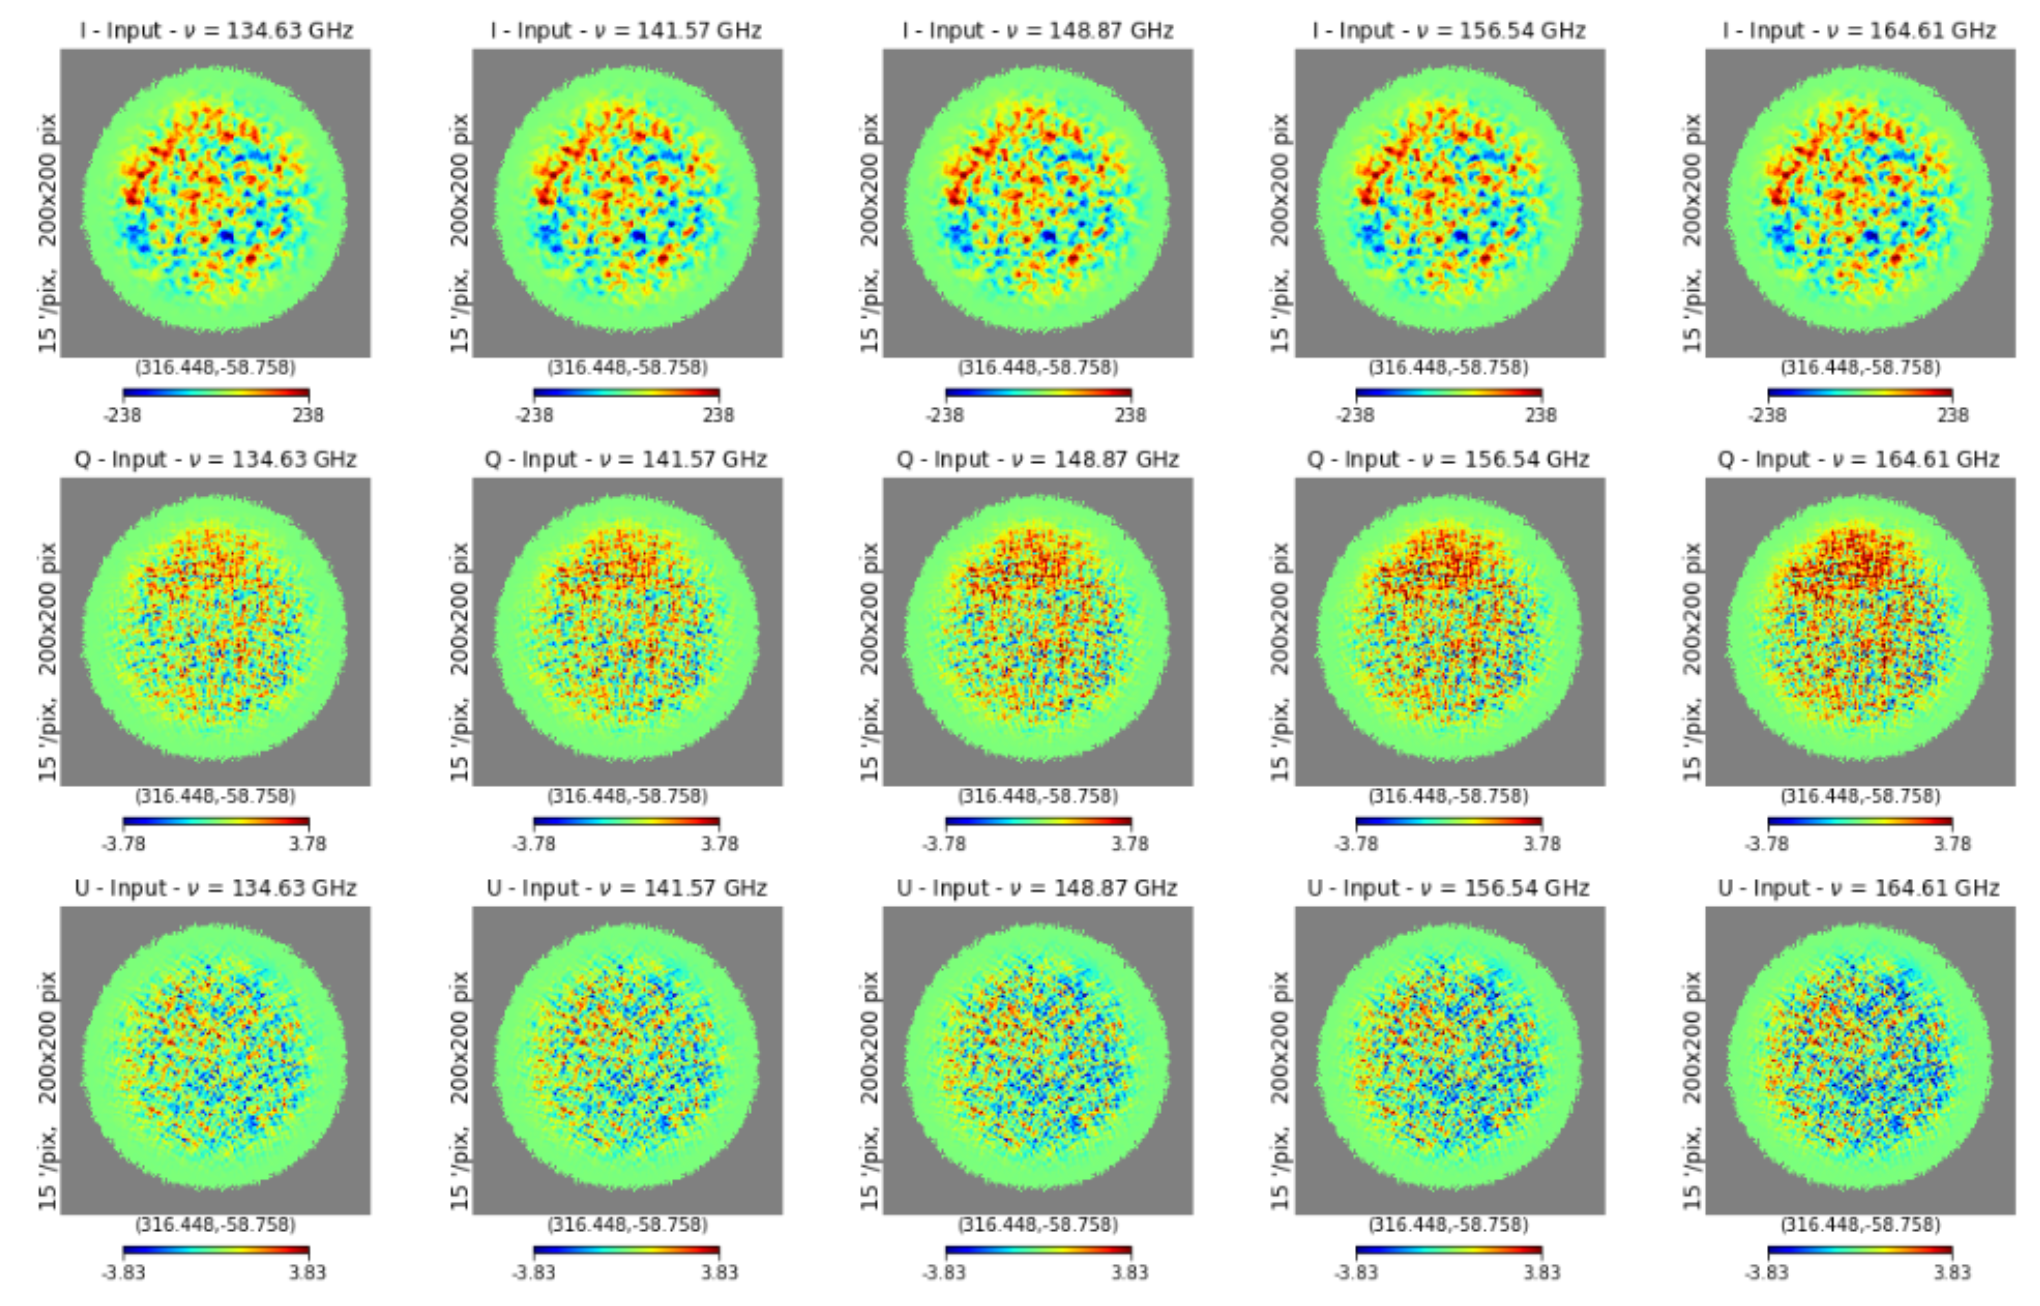 I - Input - ν = 134.63 GHz
I - Input - ν = 141.57 GHz
I - Input - ν = 148.87 GHz
I - Input - ν = 156.54 GHz
I - Input - ν = 164.61 GHz
15 '/pix, 200x200 pix
15 '/pix, 200x200 pix
15 '/pix, 200x200 pix
15 '/pix, 200x200 pix
15 '/pix, 200x200 pix
(316.448,-58.758)
(316.448,-58.758)
(316.448,-58.758)
(316.448,-58.758)
(316.448,-58.758)
-238 238
-238 238
-238 238
-238 238
-238 238
Q - Input - ν = 134.63 GHz
Q - Input - ν = 141.57 GHz
Q - Input - ν = 148.87 GHz
Q - Input - ν = 156.54 GHz
Q - Input - ν = 164.61 GHz
15 '/pix, 200x200 pix
15 '/pix, 200x200 pix
15 '/pix, 200x200 pix
15 '/pix, 200x200 pix
15 '/pix, 200x200 pix
(316.448,-58.758)
(316.448,-58.758)
(316.448,-58.758)
(316.448,-58.758)
(316.448,-58.758)
-3.78 3.78
-3.78 3.78
-3.78 3.78
-3.78 3.78
-3.78 3.78
U - Input - ν = 134.63 GHz
U - Input - ν = 141.57 GHz
U - Input - ν = 148.87 GHz
U - Input - ν = 156.54 GHz
U - Input - ν = 164.61 GHz
15 '/pix, 200x200 pix
15 '/pix, 200x200 pix
15 '/pix, 200x200 pix
15 '/pix, 200x200 pix
15 '/pix, 200x200 pix
(316.448,-58.758)
(316.448,-58.758)
(316.448,-58.758)
(316.448,-58.758)
(316.448,-58.758)
-3.83 3.83
-3.83 3.83
-3.83 3.83
-3.83 3.83
-3.83 3.83